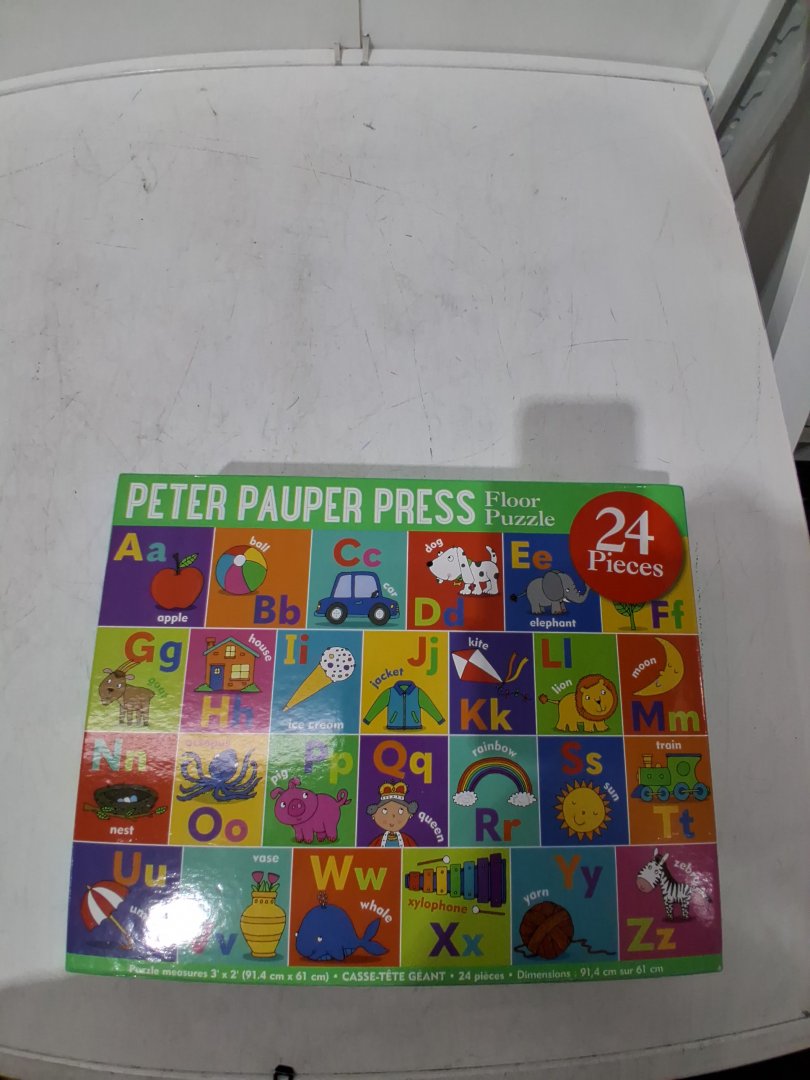 PETER PAUPER PRESS Floor Puzzle
24 Pieces
Aa apple
ball Bb
Cc car
dog Dd
Ee elephant
Ff
Gg goat
house Hh
Ii ice cream
Jj jacket
kite Kk
Ll lion
moon Mm
Nn nest
Oo
Pp pig
Qq queen
rainbow Rr
Ss sun
train Tt
Uu
vase Vv
Ww whale
xylophone Xx
Yy yarn
zebra Zz
Puzzle measures 3' x 2' (91.4 cm x 61 cm) • CASSE-TÊTE GÉANT • 24 pièces • Dimensions : 91,4 cm sur 61 cm